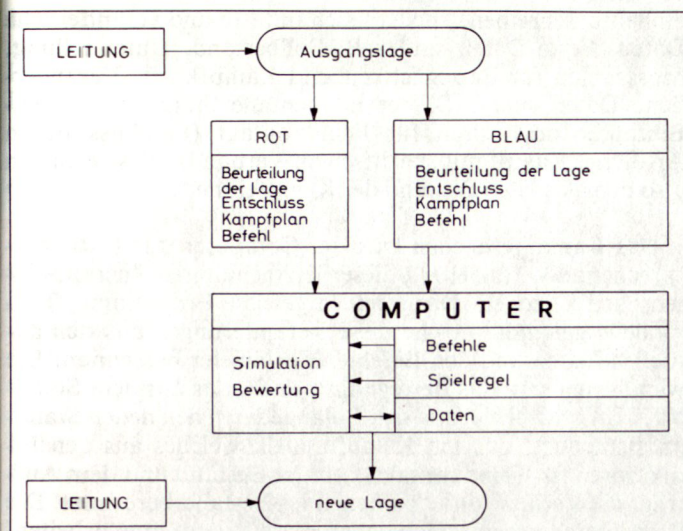 LEITUNG
Ausgangslage
ROT
Beurteilung
der Lage
Entschluss
Kampfplan
Befehl
BLAU
Beurteilung der Lage
Entschluss
Kampfplan
Befehl
COMPUTER
Simulation
Bewertung
Befehle
Spielregel
Daten
LEITUNG
neue Lage